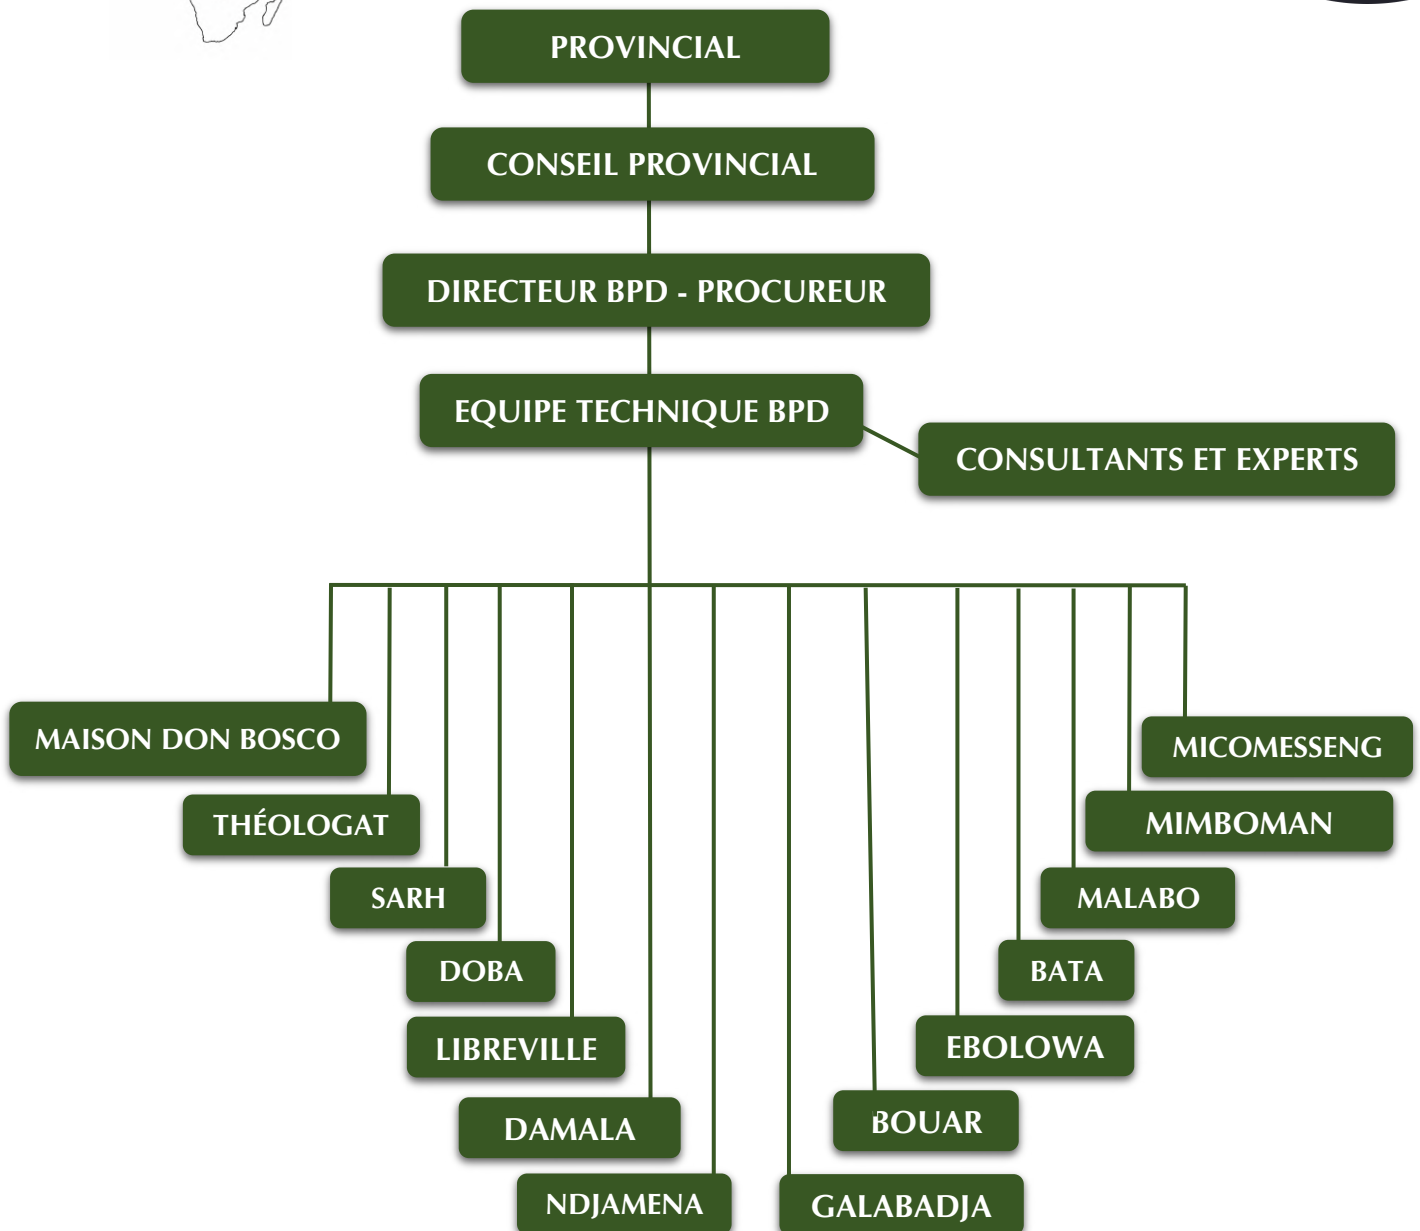 PROVINCIAL
CONSEIL PROVINCIAL
DIRECTEUR BPD - PROCUREUR
EQUIPE TECHNIQUE BPD
CONSULTANTS ET EXPERTS
MAISON DON BOSCO
MICOMESSENG
THÉOLOGAT
MIMBOMAN
SARH
MALABO
DOBA
BATA
LIBREVILLE
EBOLOWA
DAMALA
BOUAR
NDJAMENA
GALABADJA